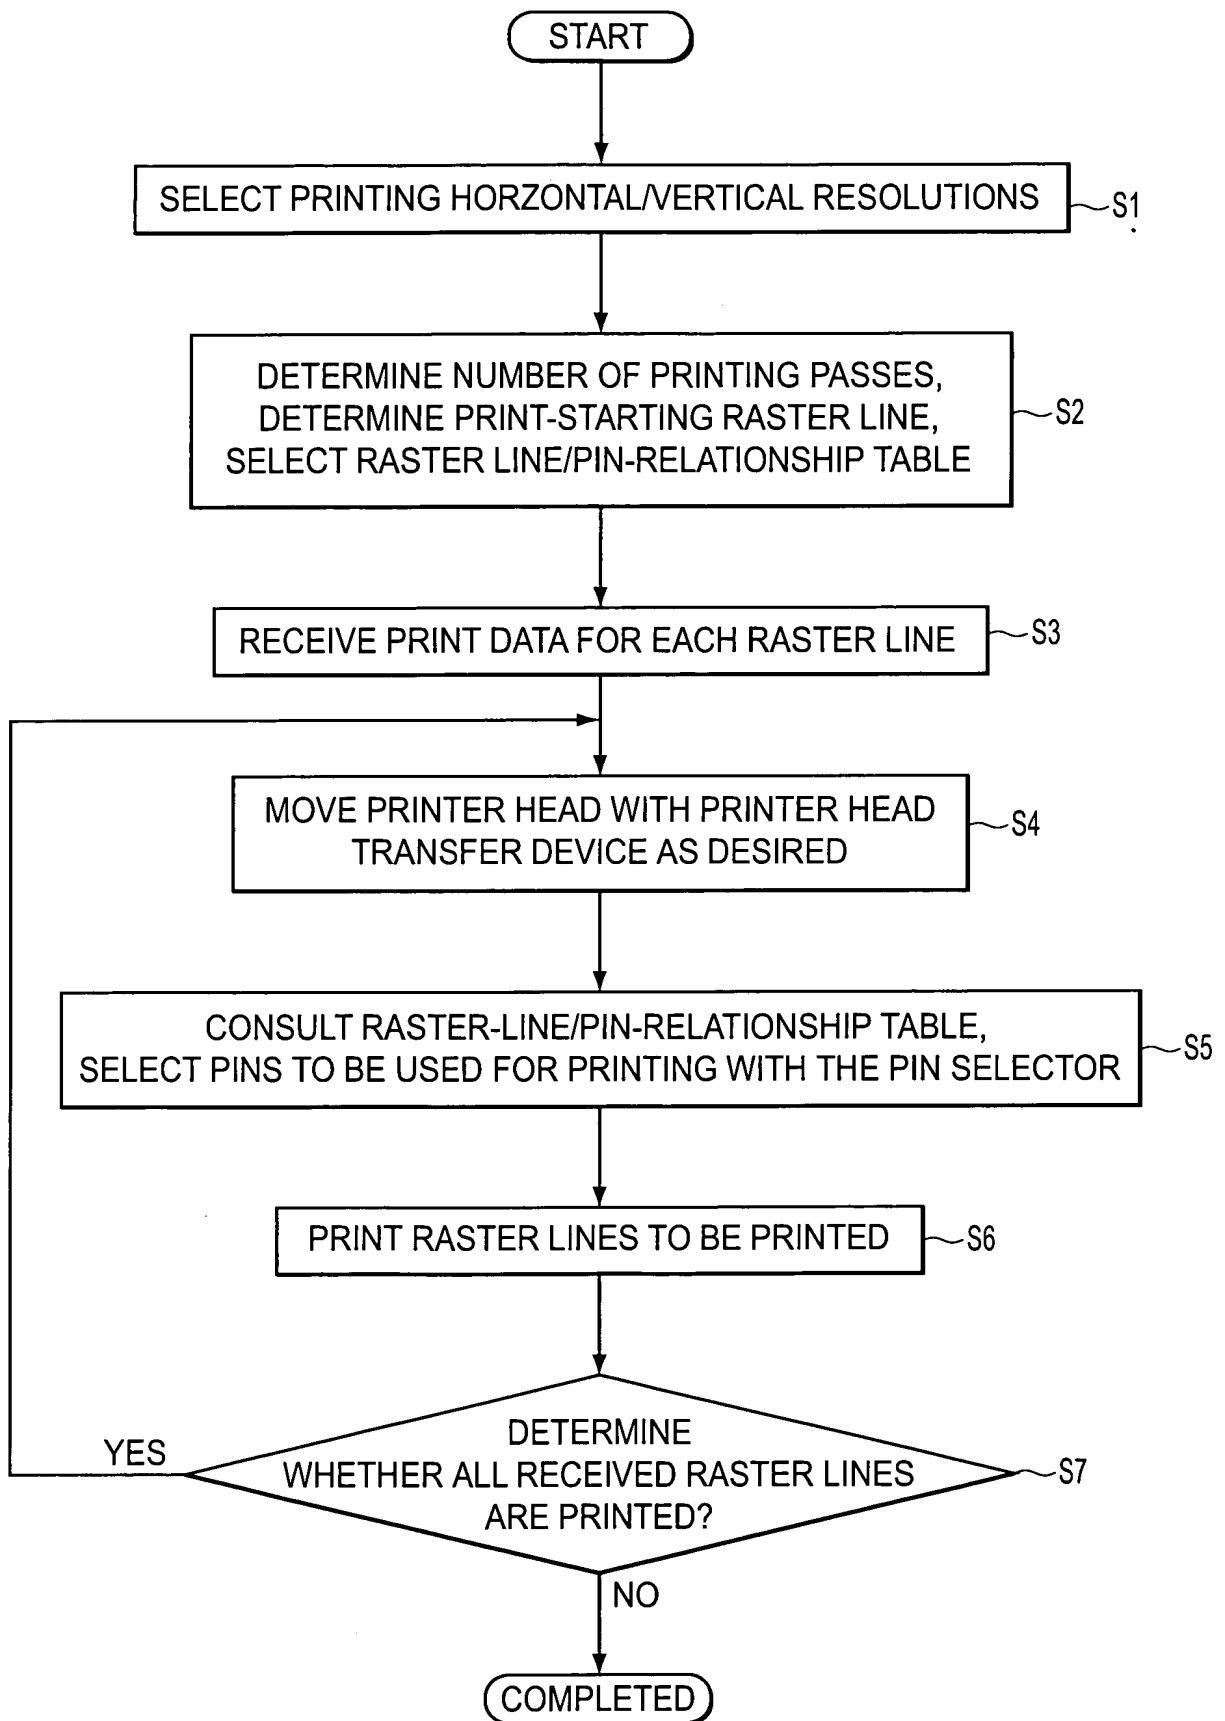 START
SELECT PRINTING HORZONTAL/VERTICAL RESOLUTIONS
S1
DETERMINE NUMBER OF PRINTING PASSES,
DETERMINE PRINT-STARTING RASTER LINE,
SELECT RASTER LINE/PIN-RELATIONSHIP TABLE
S2
RECEIVE PRINT DATA FOR EACH RASTER LINE
S3
MOVE PRINTER HEAD WITH PRINTER HEAD
TRANSFER DEVICE AS DESIRED
S4
CONSULT RASTER-LINE/PIN-RELATIONSHIP TABLE,
SELECT PINS TO BE USED FOR PRINTING WITH THE PIN SELECTOR
S5
PRINT RASTER LINES TO BE PRINTED
S6
DETERMINE
WHETHER ALL RECEIVED RASTER LINES
ARE PRINTED?
S7
YES
NO
COMPLETED